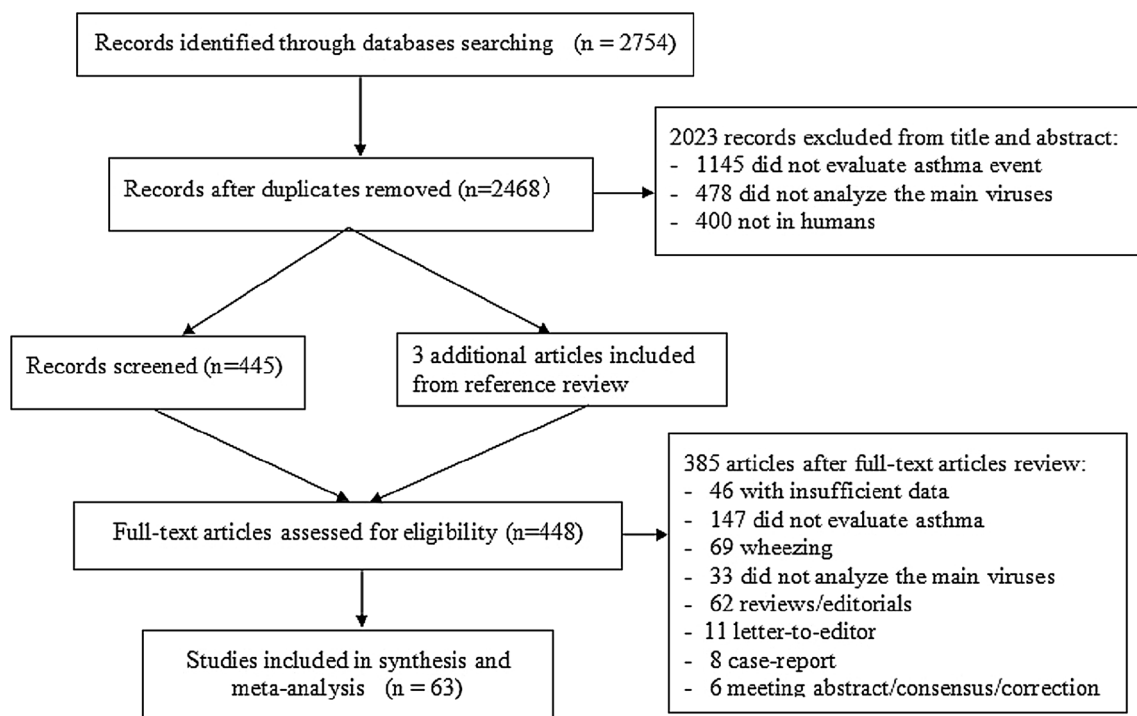 Records identified through databases searching (n = 2754)
2023 records excluded from title and abstract:
- 1145 did not evaluate asthma event
- 478 did not analyze the main viruses
- 400 not in humans
Records after duplicates removed (n=2468)
Records screened (n=445)
3 additional articles included
from reference review
385 articles after full-text articles review:
- 46 with insufficient data
- 147 did not evaluate asthma
- 69 wheezing
- 33 did not analyze the main viruses
- 62 reviews/editorials
- 11 letter-to-editor
- 8 case-report
- 6 meeting abstract/consensus/correction
Full-text articles assessed for eligibility (n=448)
Studies included in synthesis and
meta-analysis (n = 63)